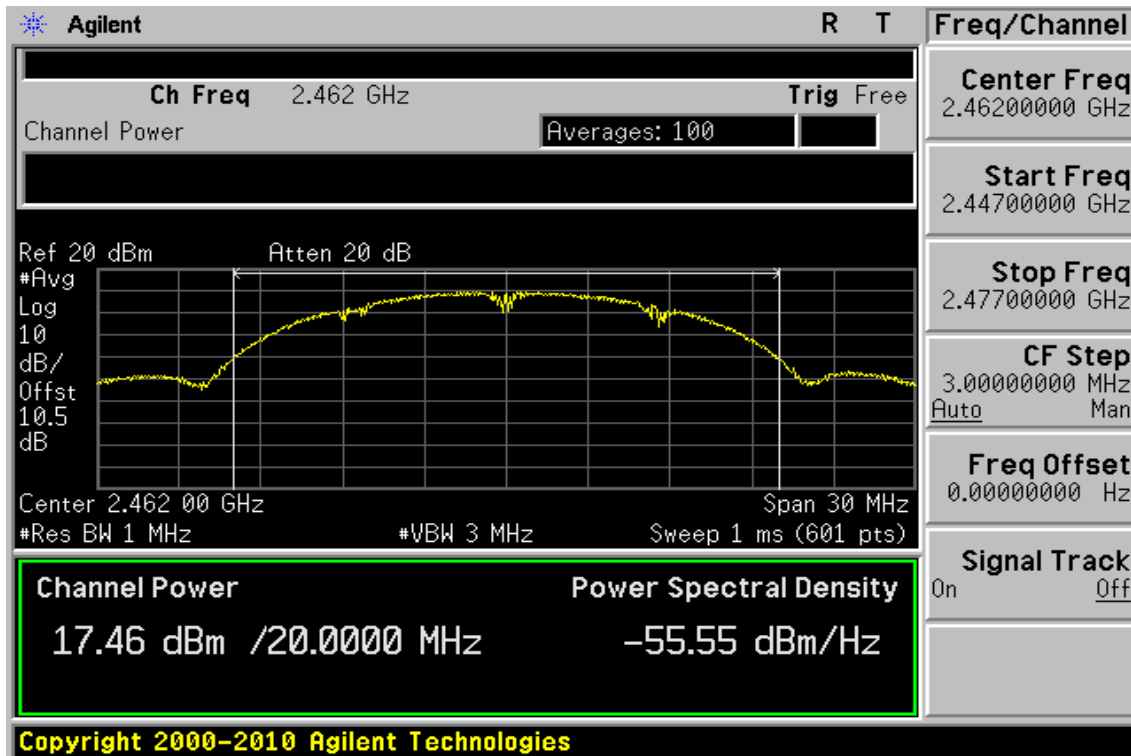 Agilent R T
Freq/Channel
Ch Freq 2.462 GHz Trig Free
Channel Power Averages: 100
Ref 20 dBm Atten 20 dB
#Avg
Log
10
dB/
Offst
10.5
dB
Center 2.462 00 GHz Span 30 MHz
#Res BW 1 MHz #VBW 3 MHz Sweep 1 ms (601 pts)
Channel Power Power Spectral Density
17.46 dBm /20.0000 MHz -55.55 dBm/Hz
Center Freq
2.46200000 GHz
Start Freq
2.44700000 GHz
Stop Freq
2.47700000 GHz
CF Step
3.00000000 MHz
Auto Man
Freq Offset
0.00000000 Hz
Signal Track
On Off
Copyright 2000-2010 Agilent Technologies